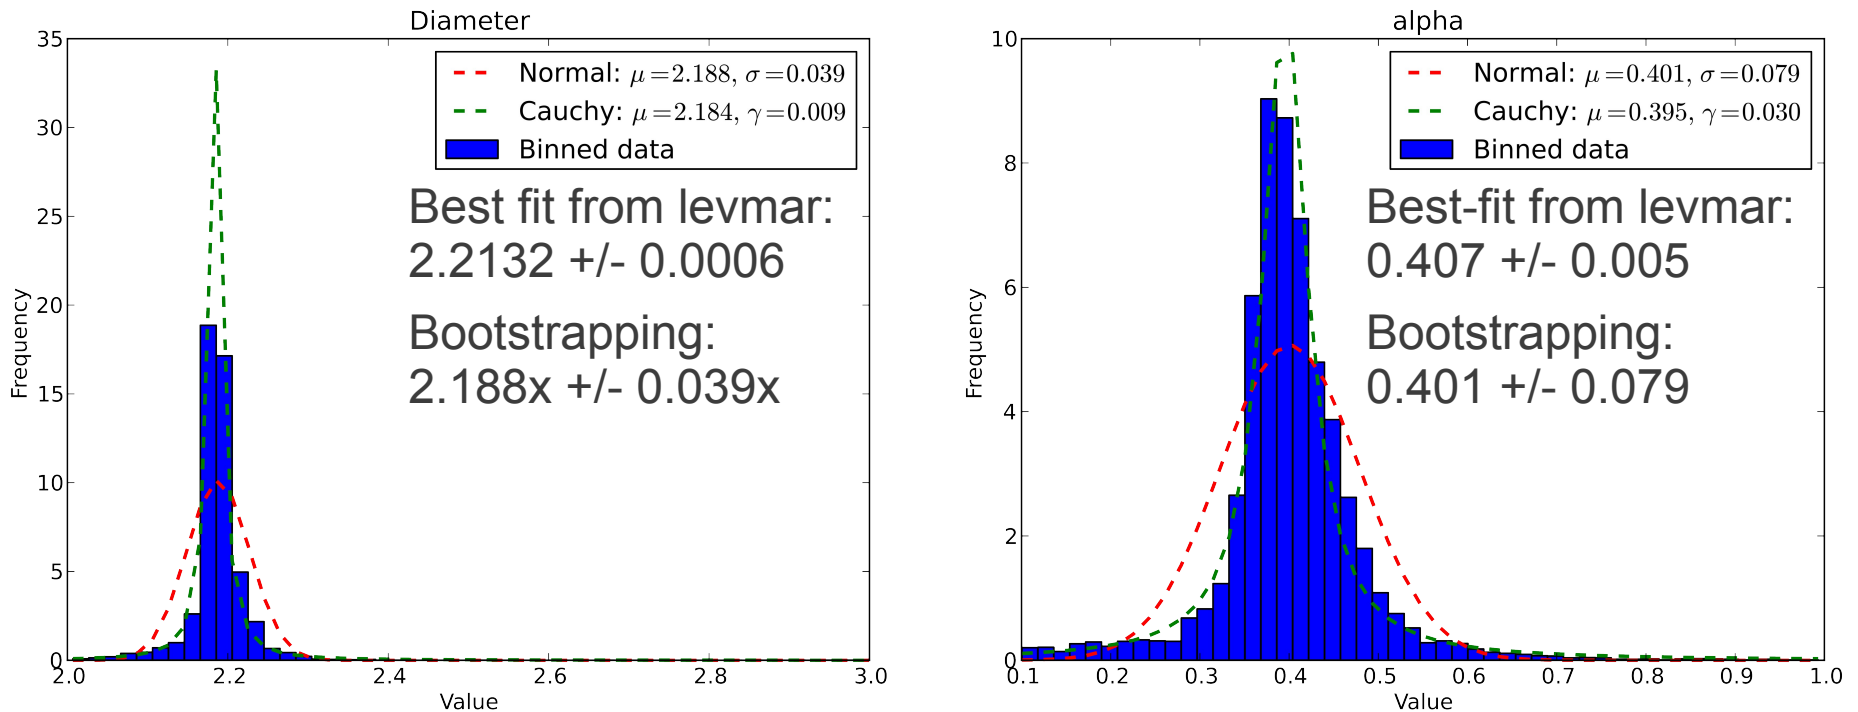 Diameter
35
30
25
20
15
10
5
0
Frequency
Normal: μ=2.188, σ=0.039
Cauchy: μ=2.184, γ=0.009
Binned data
Best fit from levmar:
2.2132 +/- 0.0006
Bootstrapping:
2.188x +/- 0.039x
2.0 2.2 2.4 2.6 2.8 3.0
Value
alpha
10
8
6
4
2
0
Frequency
Normal: μ=0.401, σ=0.079
Cauchy: μ=0.395, γ=0.030
Binned data
Best-fit from levmar:
0.407 +/- 0.005
Bootstrapping:
0.401 +/- 0.079
0.1 0.2 0.3 0.4 0.5 0.6 0.7 0.8 0.9 1.0
Value